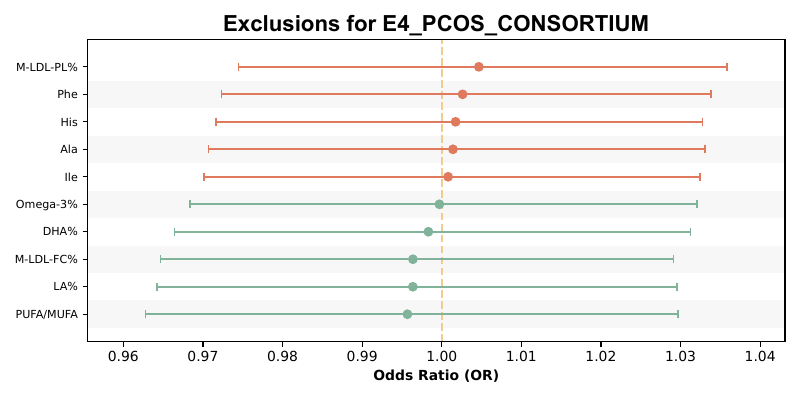 Exclusions for E4_PCOS_CONSORTIUM
M-LDL-PL%
Phe
His
Ala
Ile
Omega-3%
DHA%
M-LDL-FC%
LA%
PUFA/MUFA
0.96 0.97 0.98 0.99 1.00 1.01 1.02 1.03 1.04
Odds Ratio (OR)